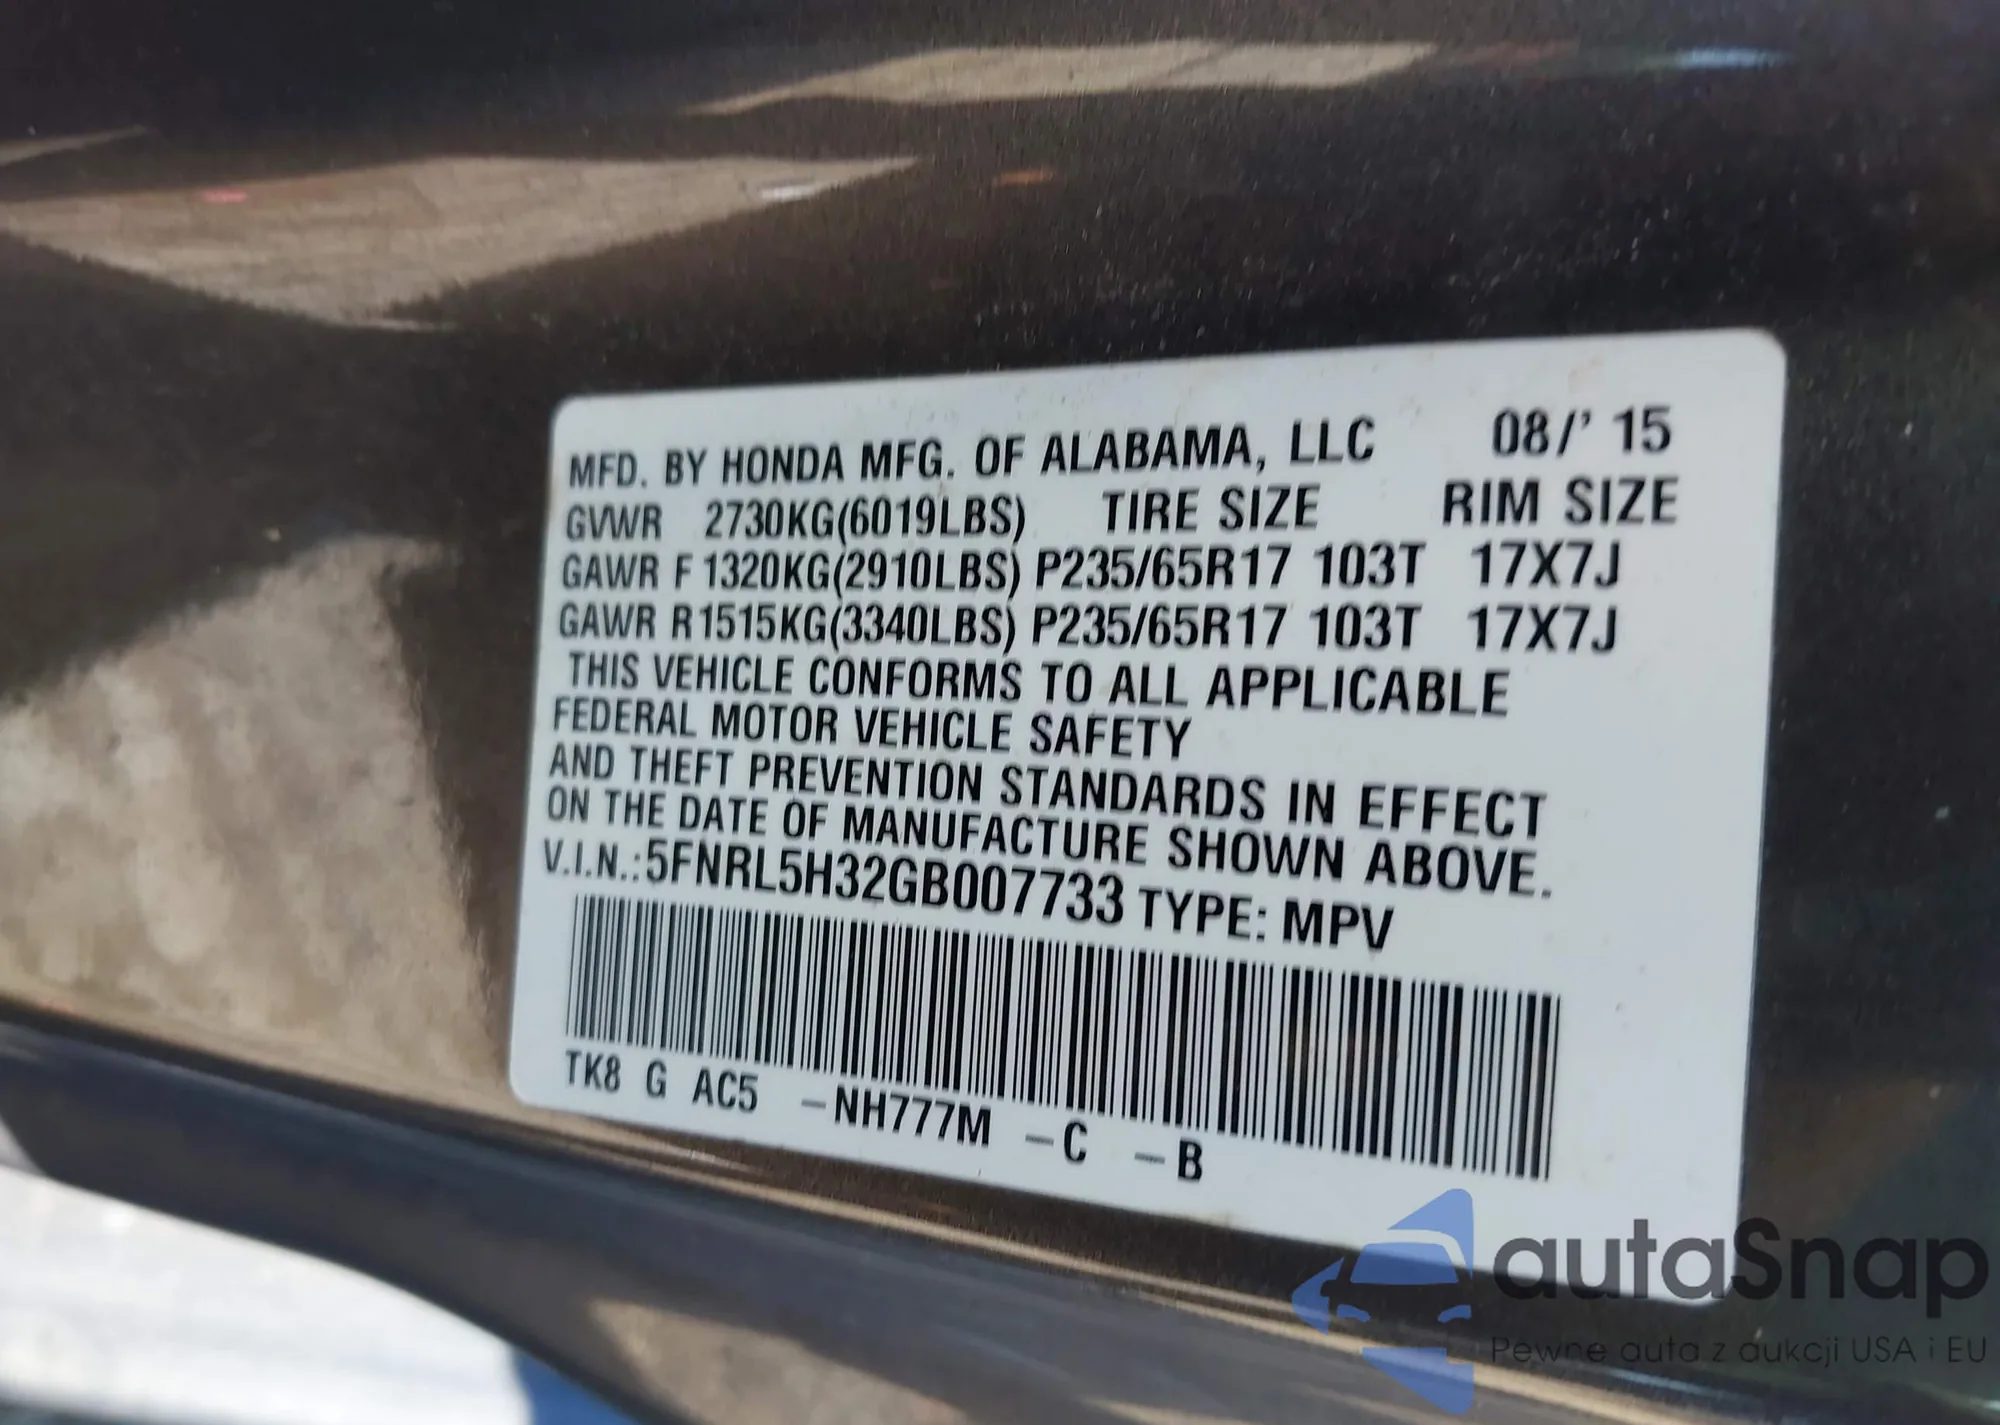 MFD. BY HONDA MFG. OF ALABAMA, LLC 08/' 15
GVWR 2730KG(6019LBS) TIRE SIZE RIM SIZE
GAWR F 1320KG(2910LBS) P235/65R17 103T 17X7J
GAWR R 1515KG(3340LBS) P235/65R17 103T 17X7J
THIS VEHICLE CONFORMS TO ALL APPLICABLE
FEDERAL MOTOR VEHICLE SAFETY
AND THEFT PREVENTION STANDARDS IN EFFECT
ON THE DATE OF MANUFACTURE SHOWN ABOVE.
V.I.N.:5FNRL5H32GB007733 TYPE: MPV
TK8 G AC5 –NH777M –C –B
autaSnap
Pewne auta z aukcji USA i EU